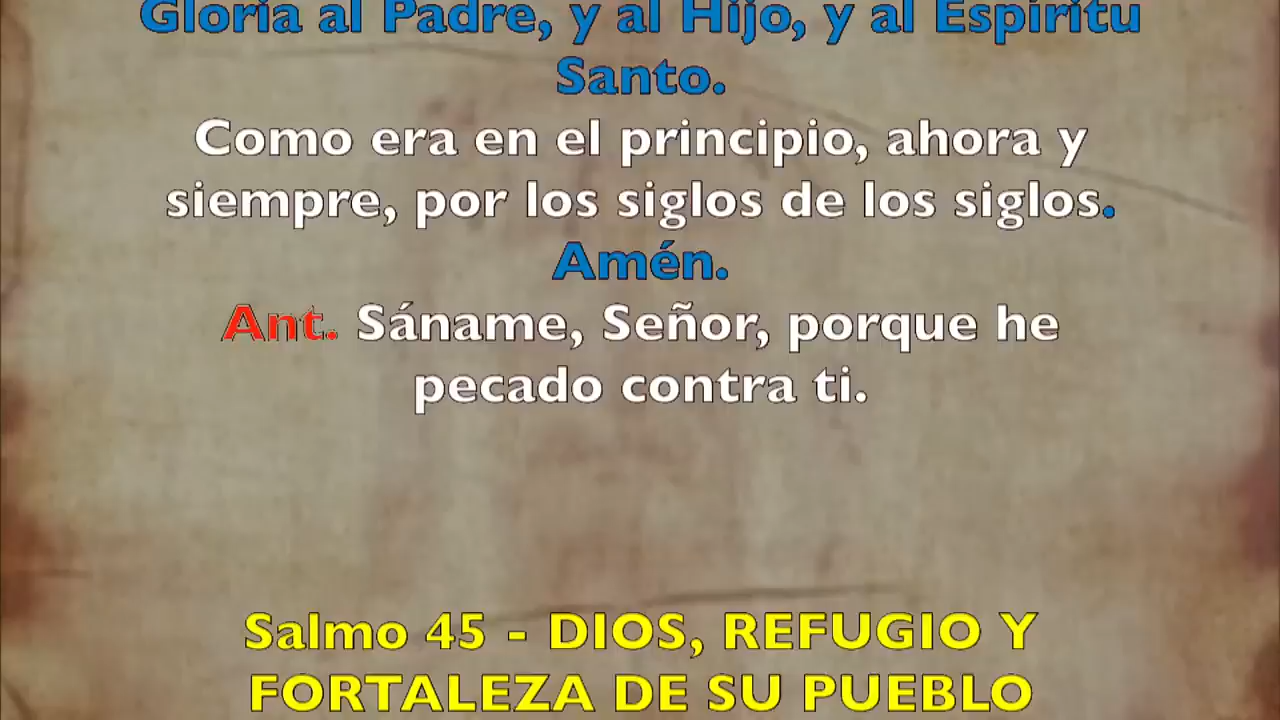 Gloria al Padre, y al Hijo, y al Espíritu
Santo.
Como era en el principio, ahora y
siempre, por los siglos de los siglos.
Amén.
Ant. Sáname, Señor, porque he
pecado contra ti.
Salmo 45 - DIOS, REFUGIO Y
FORTALEZA DE SU PUEBLO